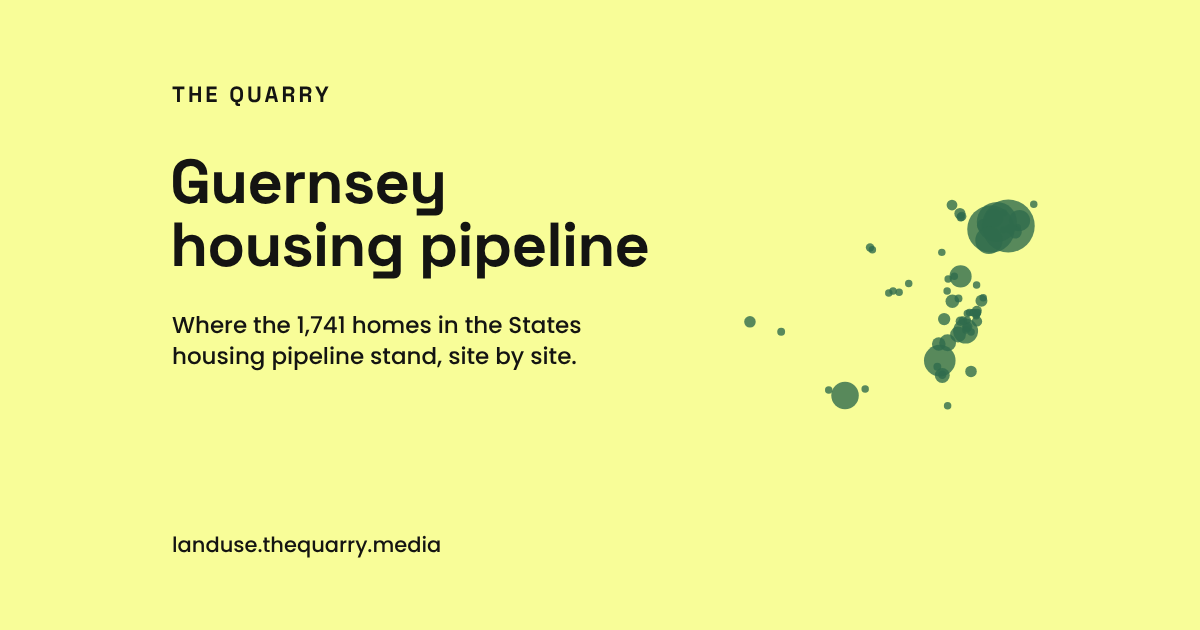 THE QUARRY
Guernsey
housing pipeline
Where the 1,741 homes in the States
housing pipeline stand, site by site.
landuse.thequarry.media